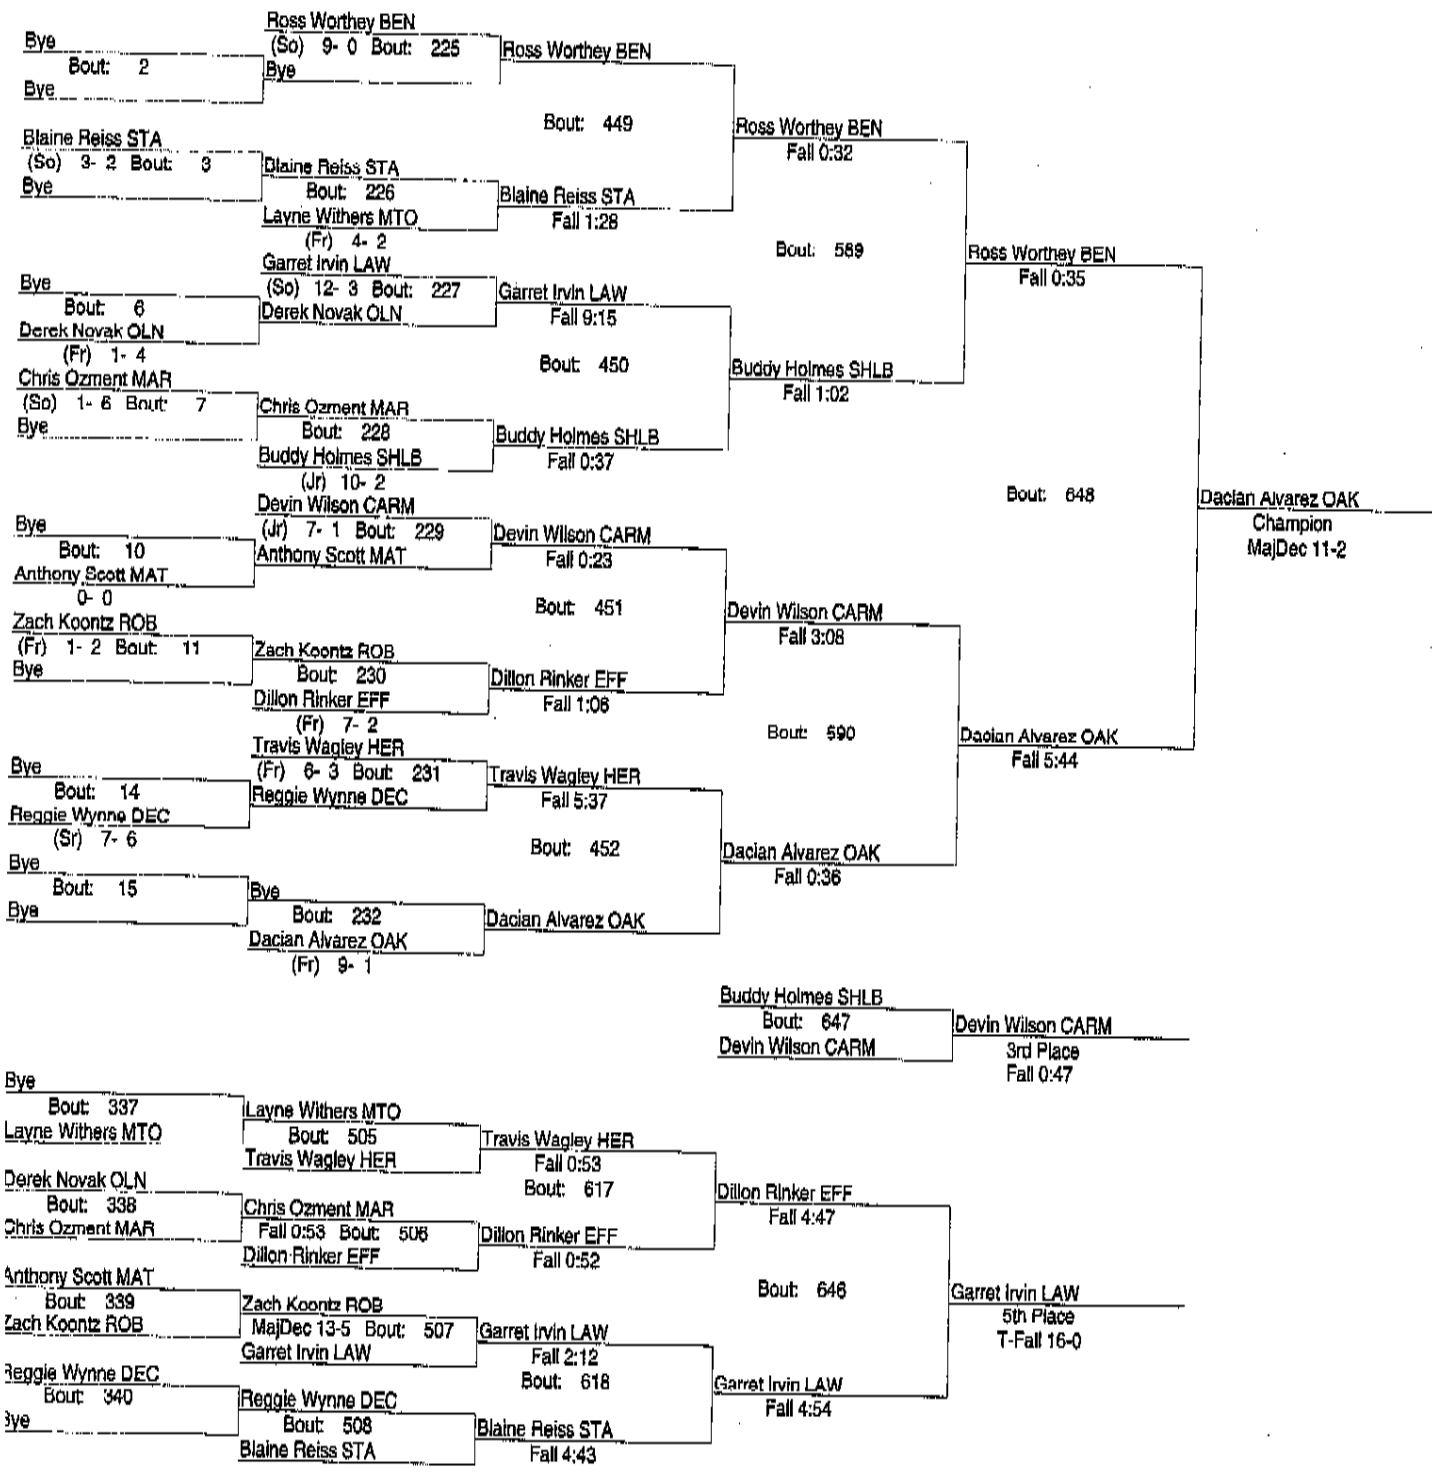 Ross Worthey BEN
Bye
(So) 9- 0 Bout: 225
Ross Worthey BEN
Bout: 2
Bye
Bye
Bout: 449
Ross Worthey BEN
Fall 0:32
Blaine Reiss STA
(So) 3- 2 Bout: 3
Blaine Reiss STA
Bye
Bout: 226
Blaine Reiss STA
Layne Withers MTO
Fall 1:28
(Fr) 4- 2
Bout: 589
Ross Worthey BEN
Fall 0:35
Garret Irvin LAW
Bye
(So) 12- 3 Bout: 227
Garret Irvin LAW
Bout: 6
Derek Novak OLN
Fall 9:15
Derek Novak OLN
(Fr) 1- 4
Bout: 450
Buddy Holmes SHLB
Fall 1:02
Chris Ozment MAR
(So) 1- 6 Bout: 7
Chris Ozment MAR
Bye
Bout: 228
Buddy Holmes SHLB
Buddy Holmes SHLB
Fall 0:37
(Jr) 10- 2
Bout: 648
Dacian Alvarez OAK
Champion
MajDec 11-2
Devin Wilson CARM
Bye
(Jr) 7- 1 Bout: 229
Devin Wilson CARM
Bout: 10
Anthony Scott MAT
Fall 0:23
Anthony Scott MAT
0- 0
Bout: 451
Devin Wilson CARM
Fall 3:08
Zach Koontz ROB
(Fr) 1- 2 Bout: 11
Zach Koontz ROB
Bye
Bout: 230
Dillon Rinker EFF
Dillon Rinker EFF
Fall 1:06
(Fr) 7- 2
Bout: 590
Dacian Alvarez OAK
Fall 5:44
Travis Wagley HER
Bye
(Fr) 6- 3 Bout: 231
Travis Wagley HER
Bout: 14
Reggie Wynne DEC
Fall 5:37
Reggie Wynne DEC
(Sr) 7- 6
Bout: 452
Dacian Alvarez OAK
Fall 0:36
Bye
Bout: 15
Bye
Bye
Bout: 232
Dacian Alvarez OAK
Dacian Alvarez OAK
(Fr) 9- 1
Buddy Holmes SHLB
Bout: 647
Devin Wilson CARM
Devin Wilson CARM
3rd Place
Fall 0:47
Bye
Bout: 337
Layne Withers MTO
Layne Withers MTO
Bout: 505
Travis Wagley HER
Travis Wagley HER
Fall 0:53
Bout: 617
Dillon Rinker EFF
Fall 4:47
Derek Novak OLN
Bout: 338
Chris Ozment MAR
Chris Ozment MAR
Fall 0:53 Bout: 506
Dillon Rinker EFF
Dillon Rinker EFF
Fall 0:52
Bout: 646
Garret Irvin LAW
5th Place
T-Fall 16-0
Anthony Scott MAT
Bout: 339
Zach Koontz ROB
Zach Koontz ROB
MajDec 13-5 Bout: 507
Garret Irvin LAW
Garret Irvin LAW
Fall 2:12
Bout: 618
Garret Irvin LAW
Fall 4:54
Reggie Wynne DEC
Bout: 340
Bye
Reggie Wynne DEC
Bout: 508
Blaine Reiss STA
Blaine Reiss STA
Fall 4:43